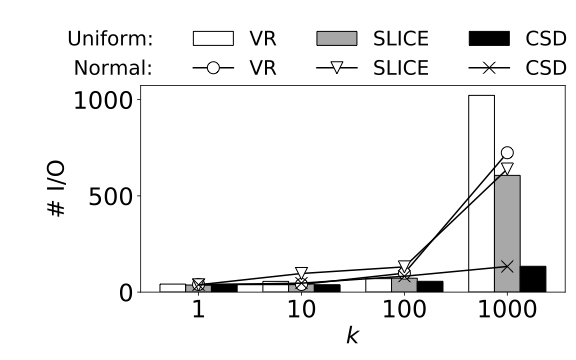 Uniform: VR SLICE CSD
Normal: VR SLICE CSD
1000
500
0
# I/O
1 10 100 1000
k